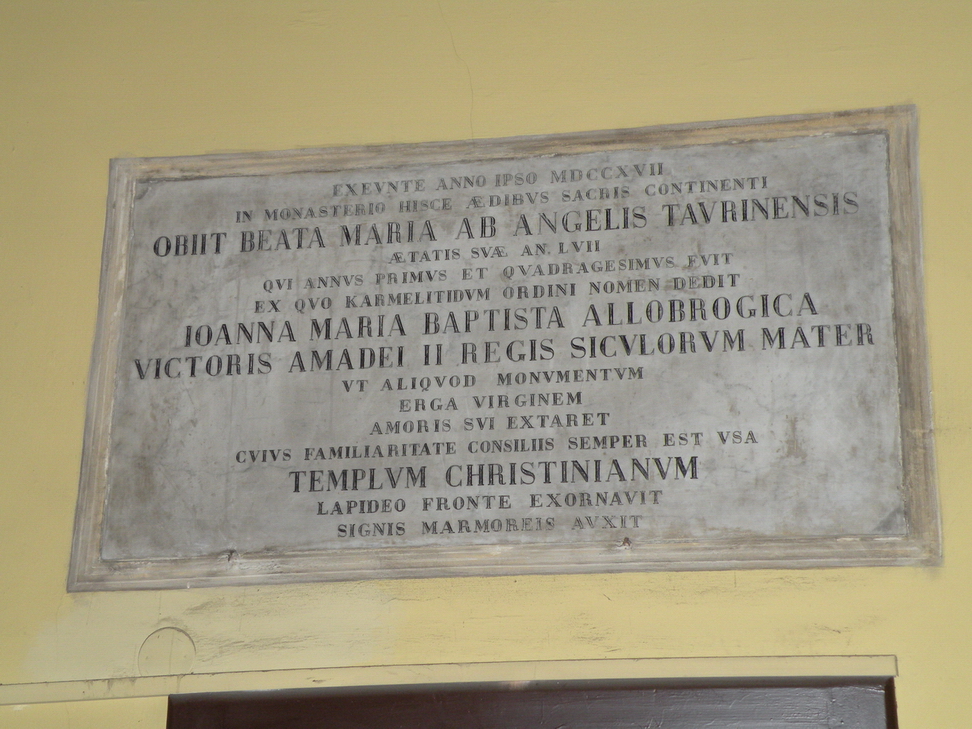 EXEVNTE ANNO IPSO MDCCXVII
IN MONASTERIO HISCE ÆDIBVS SACRIS CONTINENTI
OBIIT BEATA MARIA AB ANGELIS TAVRINENSIS
ÆTATIS SVÆ AN. LVII
QVI ANNVS PRIMVS ET QVADRAGESIMVS FVIT
EX QVO KARMELITIDVM ORDINI NOMEN DEDIT
IOANNA MARIA BAPTISTA ALLOBROGICA
VICTORIS AMADEI II REGIS SICVLORVM MATER
VT ALIQVOD MONVMENTVM
ERGA VIRGINEM
AMORIS SVI EXTARET
CVIVS FAMILIARITATE CONSILIIS SEMPER EST VSA
TEMPLVM CHRISTINIANVM
LAPIDEO FRONTE EXORNAVIT
SIGNIS MARMOREIS AVXIT